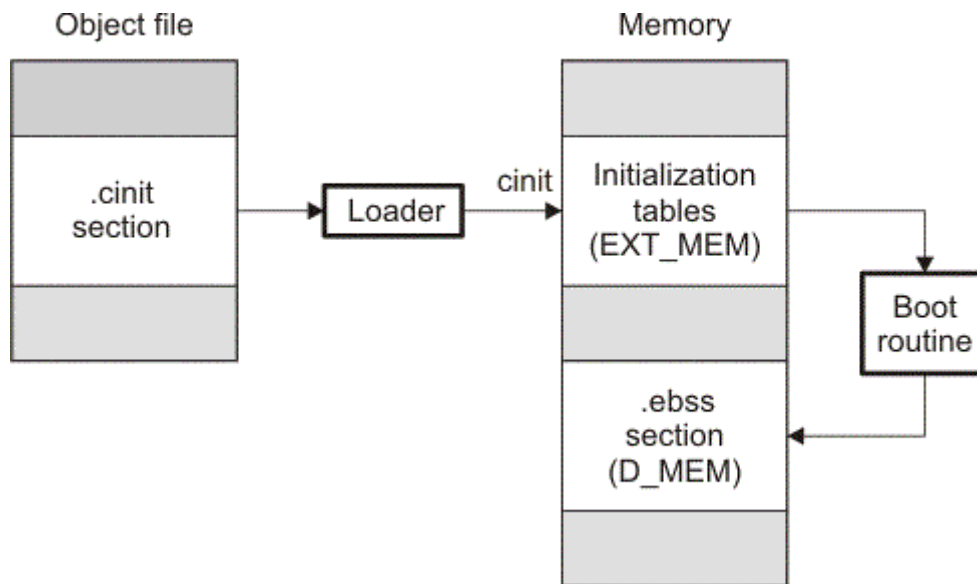 Object file
Memory
.cinit
section
Loader
cinit
Initialization
tables
(EXT_MEM)
Boot
routine
.ebss
section
(D_MEM)